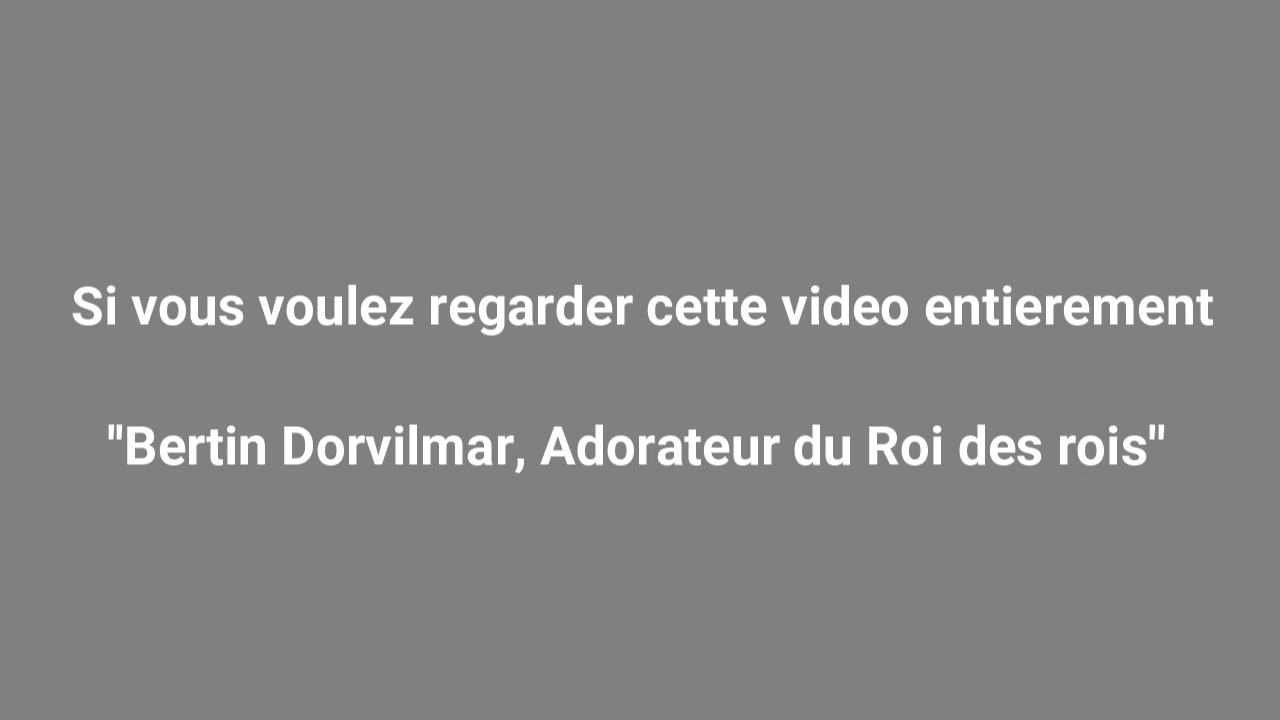 Si vous voulez regarder cette video entierement
"Bertin Dorvilmar, Adorateur du Roi des rois"